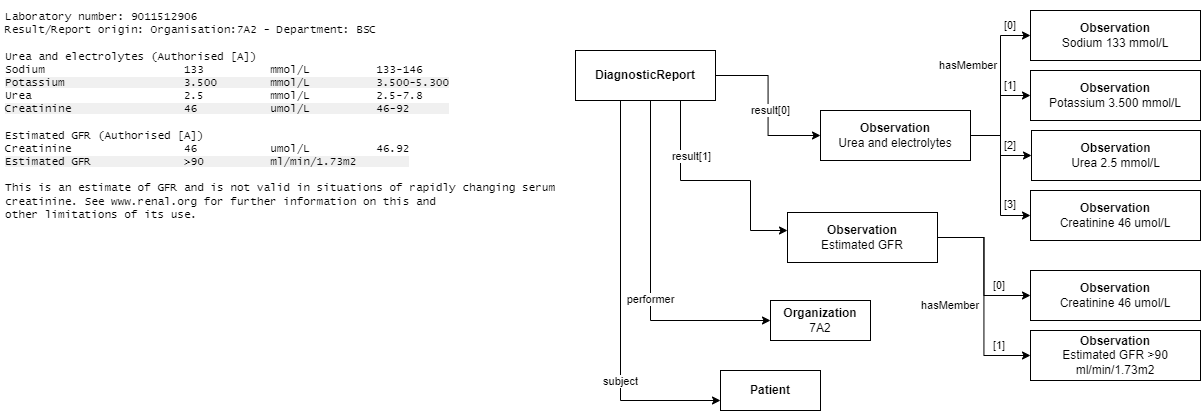 Laboratory number: 9011512906
Result/Report origin: Organisation:7A2 - Department: BSC
Urea and electrolytes (Authorised [A])
Sodium 133 mmol/L 133-146
Potassium 3.500 mmol/L 3.500-5.300
Urea 2.5 mmol/L 2.5-7.8
Creatinine 46 umol/L 46-92
Estimated GFR (Authorised [A])
Creatinine 46 umol/L 46.92
Estimated GFR >90 ml/min/1.73m2
This is an estimate of GFR and is not valid in situations of rapidly changing serum
creatinine. See www.renal.org for further information on this and
other limitations of its use.
DiagnosticReport
result[0]
result[1]
performer
subject
Observation
Urea and electrolytes
Observation
Estimated GFR
Organization
7A2
Patient
hasMember
[0]
Observation
Sodium 133 mmol/L
[1]
Observation
Potassium 3.500 mmol/L
[2]
Observation
Urea 2.5 mmol/L
[3]
Observation
Creatinine 46 umol/L
hasMember
[0]
Observation
Creatinine 46 umol/L
[1]
Observation
Estimated GFR >90
ml/min/1.73m2